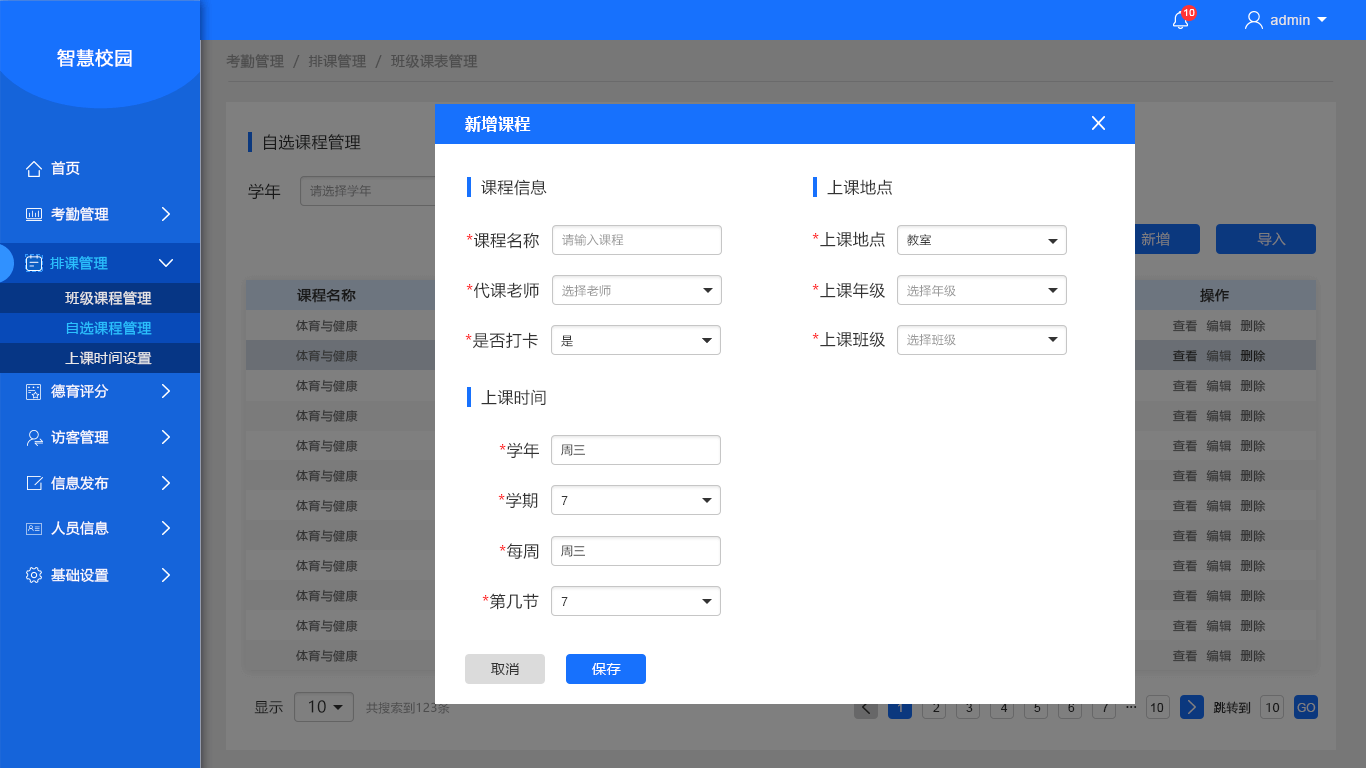 智慧校园
10
admin
首页
考勤管理
排课管理
班级课程管理
自选课程管理
上课时间设置
德育评分
访客管理
信息发布
人员信息
基础设置
考勤管理 / 排课管理 / 班级课表管理
自选课程管理
学年 请选择学年
新增 导入
课程名称 操作
体育与健康 查看 编辑 删除
体育与健康 查看 编辑 删除
体育与健康 查看 编辑 删除
体育与健康 查看 编辑 删除
体育与健康 查看 编辑 删除
体育与健康 查看 编辑 删除
体育与健康 查看 编辑 删除
体育与健康 查看 编辑 删除
体育与健康 查看 编辑 删除
体育与健康 查看 编辑 删除
体育与健康 查看 编辑 删除
体育与健康 查看 编辑 删除
显示 10 共搜索到123条
1 2 3 4 5 6 7 ... 10 跳转到 10 GO
新增课程
课程信息
*课程名称 请输入课程
*代课老师 选择老师
*是否打卡 是
上课地点
*上课地点 教室
*上课年级 选择年级
*上课班级 选择班级
上课时间
*学年 周三
*学期 7
*每周 周三
*第几节 7
取消 保存